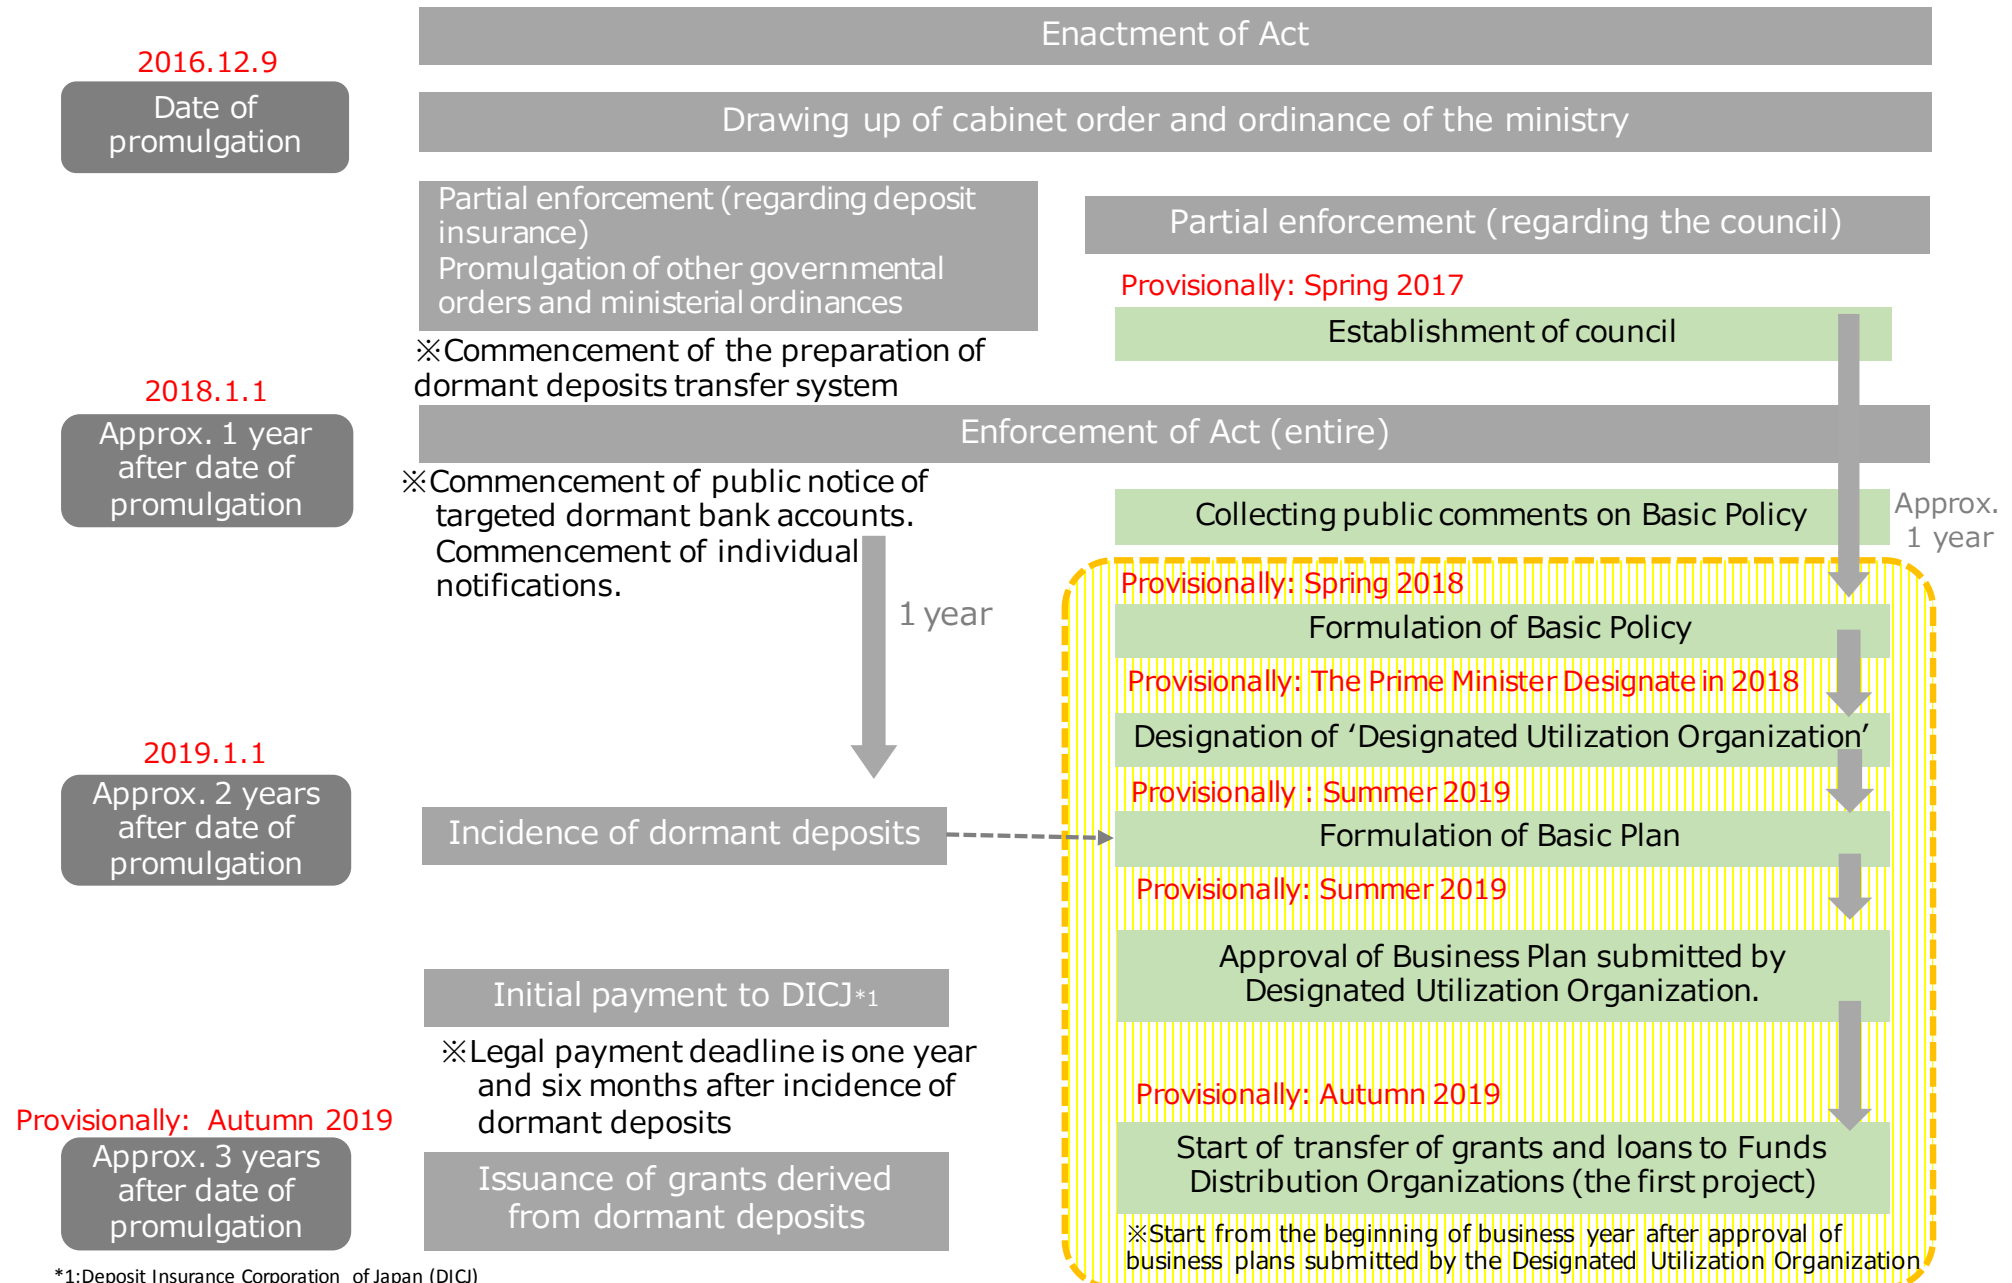 Enactment of Act
2016.12.9
Date of
promulgation
Drawing up of cabinet order and ordinance of the ministry
Partial enforcement (regarding deposit
insurance)
Promulgation of other governmental
orders and ministerial ordinances
Partial enforcement (regarding the council)
Provisionally: Spring 2017
Establishment of council
※Commencement of the preparation of
dormant deposits transfer system
2018.1.1
Approx. 1 year
after date of
promulgation
Enforcement of Act (entire)
※Commencement of public notice of
targeted dormant bank accounts.
Commencement of individual
notifications.
1 year
Collecting public comments on Basic Policy
Approx.
1 year
Provisionally: Spring 2018
Formulation of Basic Policy
Provisionally: The Prime Minister Designate in 2018
Designation of ‘Designated Utilization Organization’
2019.1.1
Approx. 2 years
after date of
promulgation
Incidence of dormant deposits
Provisionally : Summer 2019
Formulation of Basic Plan
Provisionally: Summer 2019
Approval of Business Plan submitted by
Designated Utilization Organization.
Initial payment to DICJ*1
※Legal payment deadline is one year
and six months after incidence of
dormant deposits
Provisionally: Autumn 2019
Approx. 3 years
after date of
promulgation
Issuance of grants derived
from dormant deposits
Provisionally: Autumn 2019
Start of transfer of grants and loans to Funds
Distribution Organizations (the first project)
※Start from the beginning of business year after approval of
business plans submitted by the Designated Utilization Organization
*1:Deposit Insurance Corporation of Japan (DICJ)